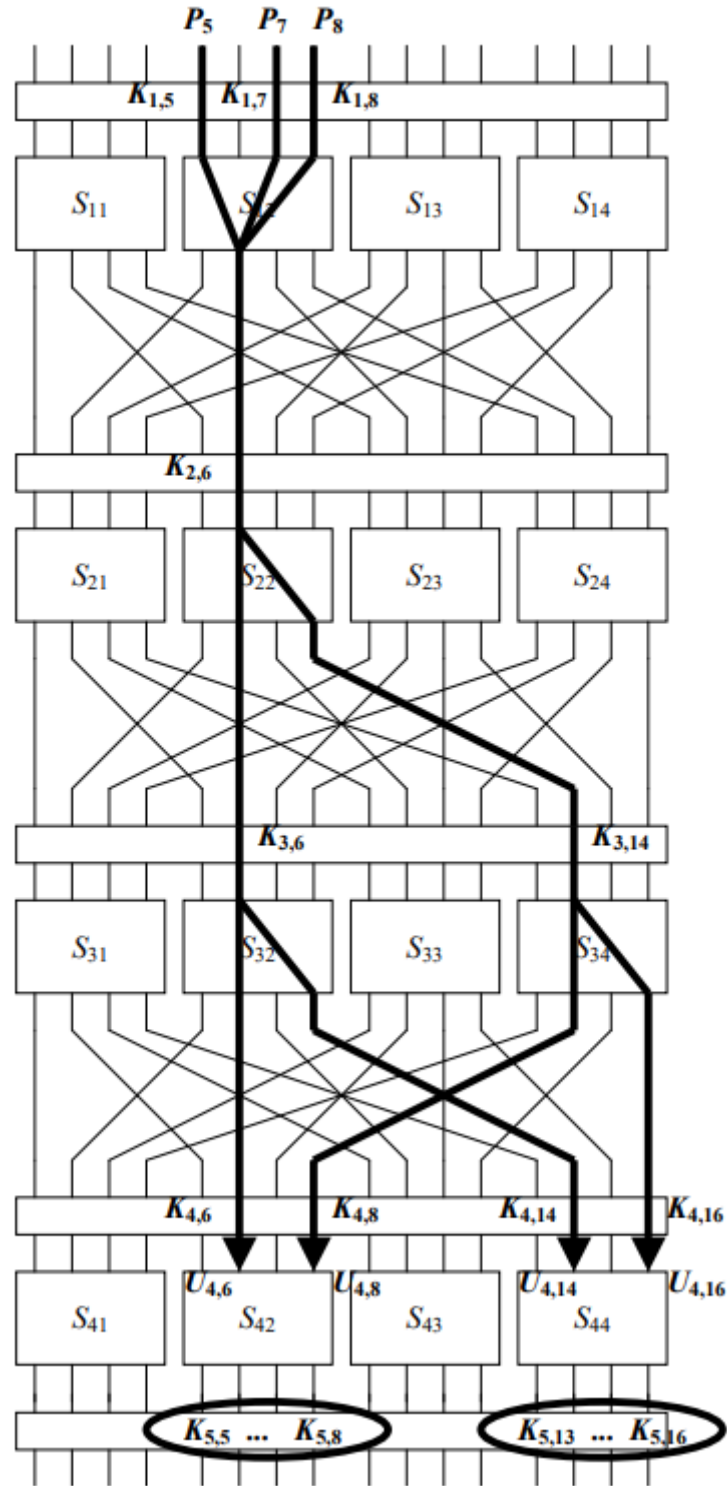 P5 P7 P8
K1,5 K1,7 K1,8
S11 S12 S13 S14
K2,6
S21 S22 S23 S24
K3,6 K3,14
S31 S32 S33 S34
K4,6 K4,8 K4,14 K4,16
U4,6 U4,8 U4,14 U4,16
S41 S42 S43 S44
K5,5 ... K5,8 K5,13 ... K5,16